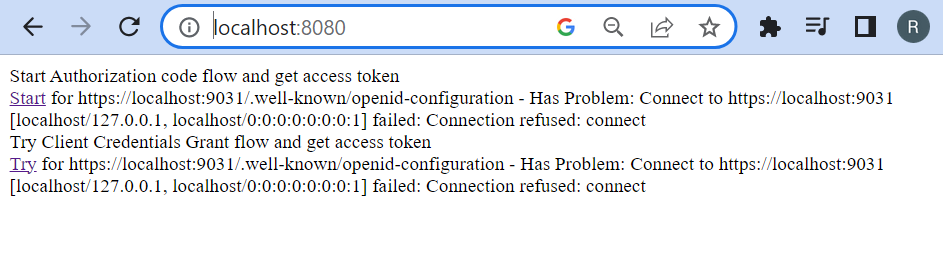 localhost:8080
R
Start Authorization code flow and get access token
Start for https://localhost:9031/.well-known/openid-configuration - Has Problem: Connect to https://localhost:9031
[localhost/127.0.0.1, localhost/0:0:0:0:0:0:0:1] failed: Connection refused: connect
Try Client Credentials Grant flow and get access token
Try for https://localhost:9031/.well-known/openid-configuration - Has Problem: Connect to https://localhost:9031
[localhost/127.0.0.1, localhost/0:0:0:0:0:0:0:1] failed: Connection refused: connect